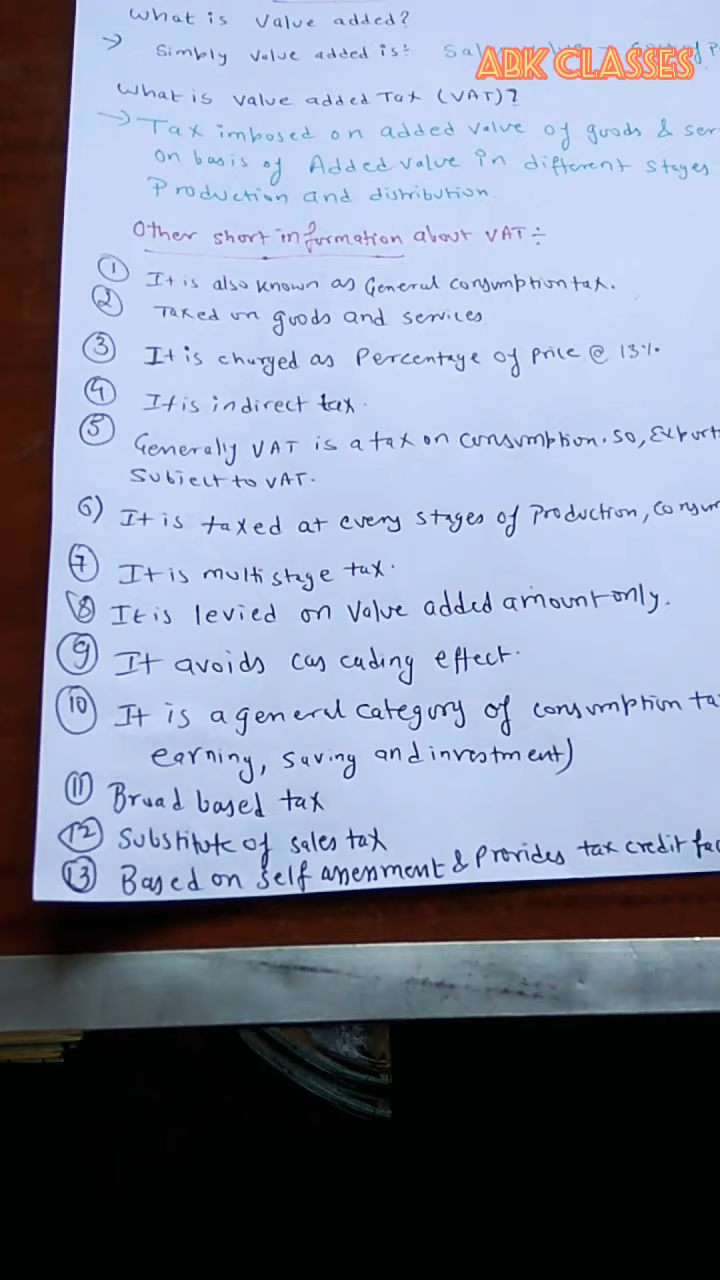 What is value added?
→ Simply value added is:
ABK CLASSES
What is value added Tax (VAT)?
→ Tax imposed on added value of goods & ser
on basis of Added value in different stages
Production and distribution.
Other short information about VAT ÷
① It is also known as General consumption tax.
② Taxed on goods and services
③ It is charged as Percentage of price @ 13%
④ It is indirect tax.
⑤ Generally VAT is a tax on consumption. so, Export
Subject to VAT.
6) It is taxed at every stages of production, consum
⑦ It is multistage tax.
⑧ It is levied on value added amount only.
⑨ It avoids cascading effect.
⑩ It is a general category of consumption ta
earning, saving and investment)
⑪ Broad based tax
⑫ Substitute of sales tax
⑬ Based on self assessment & provides tax credit fac